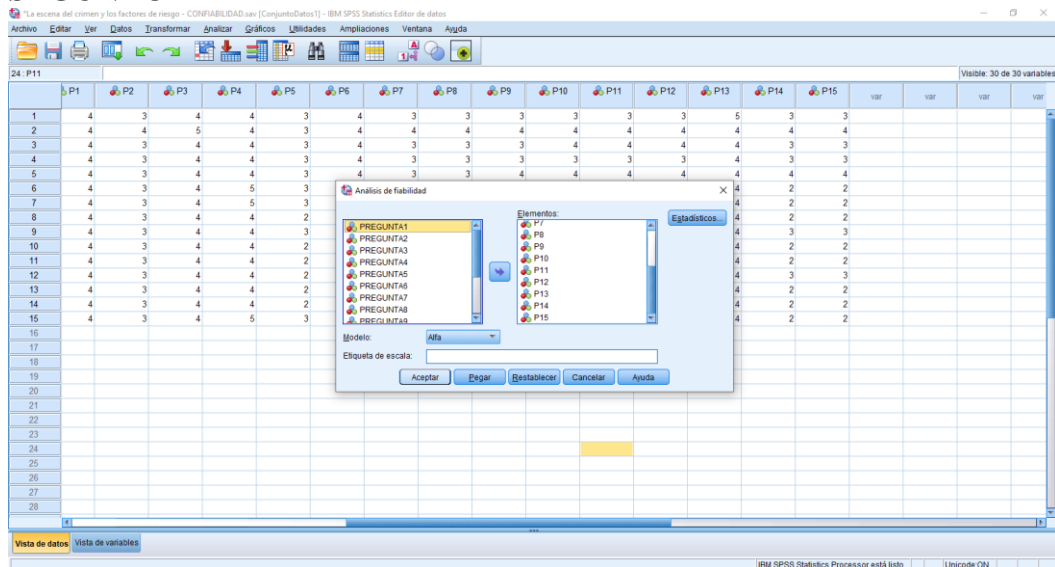 *La escena del crimen y los factores de riesgo - CONFIABILIDAD.sav [ConjuntoDatos1] - IBM SPSS Statistics Editor de datos
Archivo Editar Ver Datos Transformar Analizar Gráficos Utilidades Ampliaciones Ventana Ayuda
24 : P11 Visible: 30 de 30 variables
P1 P2 P3 P4 P5 P6 P7 P8 P9 P10 P11 P12 P13 P14 P15 var var var var
1 4 3 4 4 3 4 3 3 3 3 3 3 5 3 3
2 4 4 5 4 3 4 4 4 4 4 4 4 4 4 4
3 4 3 4 4 3 4 3 3 3 4 4 4 4 3 3
4 4 3 4 4 3 4 3 3 3 3 3 3 4 3 3
5 4 3 4 4 3 4 3 3 4 4 4 4 4 4 4
6 4 3 4 5 3 4 2 2
7 4 3 4 5 3 4 2 2
8 4 3 4 4 2 4 2 2
9 4 3 4 4 3 4 3 3
10 4 3 4 4 2 4 2 2
11 4 3 4 4 2 4 2 2
12 4 3 4 4 2 4 3 3
13 4 3 4 4 2 4 2 2
14 4 3 4 4 2 4 2 2
15 4 3 4 5 3 4 2 2
16
17
18
19
20
21
22
23
24
25
26
27
28
Análisis de fiabilidad
PREGUNTA1
PREGUNTA2
PREGUNTA3
PREGUNTA4
PREGUNTA5
PREGUNTA6
PREGUNTA7
PREGUNTA8
PREGUNTA9
Elementos:
P7
P8
P9
P10
P11
P12
P13
P14
P15
Estadísticos...
Modelo: Alfa
Etiqueta de escala:
Aceptar Pegar Restablecer Cancelar Ayuda
Vista de datos Vista de variables
IBM SPSS Statistics Processor está listo Unicode:ON